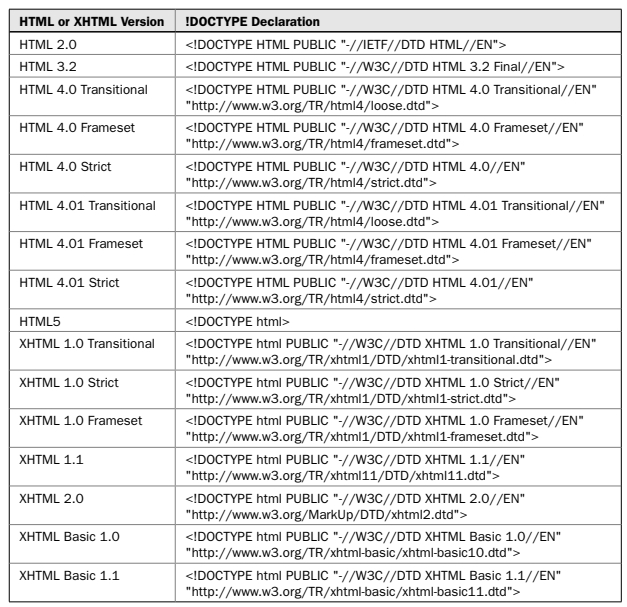 HTML or XHTML Version !DOCTYPE Declaration
HTML 2.0 <!DOCTYPE HTML PUBLIC "-//IETF//DTD HTML//EN">
HTML 3.2 <!DOCTYPE HTML PUBLIC "-//W3C//DTD HTML 3.2 Final//EN">
HTML 4.0 Transitional <!DOCTYPE HTML PUBLIC "-//W3C//DTD HTML 4.0 Transitional//EN"
"http://www.w3.org/TR/html4/loose.dtd">
HTML 4.0 Frameset <!DOCTYPE HTML PUBLIC "-//W3C//DTD HTML 4.0 Frameset//EN"
"http://www.w3.org/TR/html4/frameset.dtd">
HTML 4.0 Strict <!DOCTYPE HTML PUBLIC "-//W3C//DTD HTML 4.0//EN"
"http://www.w3.org/TR/html4/strict.dtd">
HTML 4.01 Transitional <!DOCTYPE HTML PUBLIC "-//W3C//DTD HTML 4.01 Transitional//EN"
"http://www.w3.org/TR/html4/loose.dtd">
HTML 4.01 Frameset <!DOCTYPE HTML PUBLIC "-//W3C//DTD HTML 4.01 Frameset//EN"
"http://www.w3.org/TR/html4/frameset.dtd">
HTML 4.01 Strict <!DOCTYPE HTML PUBLIC "-//W3C//DTD HTML 4.01//EN"
"http://www.w3.org/TR/html4/strict.dtd">
HTML5 <!DOCTYPE html>
XHTML 1.0 Transitional <!DOCTYPE html PUBLIC "-//W3C//DTD XHTML 1.0 Transitional//EN"
"http://www.w3.org/TR/xhtml1/DTD/xhtml1-transitional.dtd">
XHTML 1.0 Strict <!DOCTYPE html PUBLIC "-//W3C//DTD XHTML 1.0 Strict//EN"
"http://www.w3.org/TR/xhtml1/DTD/xhtml1-strict.dtd">
XHTML 1.0 Frameset <!DOCTYPE html PUBLIC "-//W3C//DTD XHTML 1.0 Frameset//EN"
"http://www.w3.org/TR/xhtml1/DTD/xhtml1-frameset.dtd">
XHTML 1.1 <!DOCTYPE html PUBLIC "-//W3C//DTD XHTML 1.1//EN"
"http://www.w3.org/TR/xhtml11/DTD/xhtml11.dtd">
XHTML 2.0 <!DOCTYPE html PUBLIC "-//W3C//DTD XHTML 2.0//EN"
"http://www.w3.org/MarkUp/DTD/xhtml2.dtd">
XHTML Basic 1.0 <!DOCTYPE html PUBLIC "-//W3C//DTD XHTML Basic 1.0//EN"
"http://www.w3.org/TR/xhtml-basic/xhtml-basic10.dtd">
XHTML Basic 1.1 <!DOCTYPE html PUBLIC "-//W3C//DTD XHTML Basic 1.1//EN"
"http://www.w3.org/TR/xhtml-basic/xhtml-basic11.dtd">